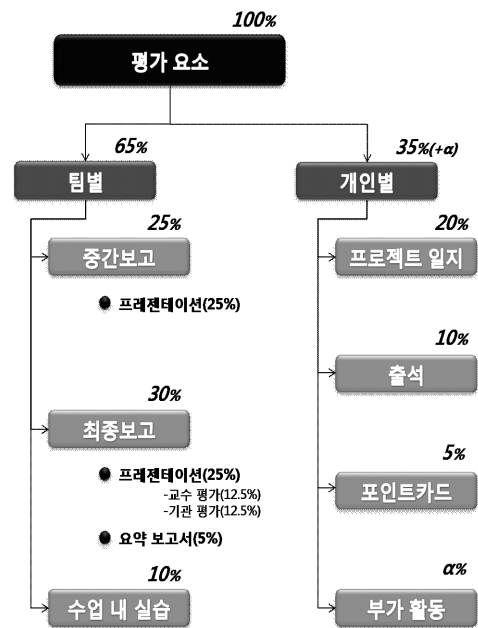 100%
평가 요소
65%
팀별
25%
중간보고
프레젠테이션(25%)
30%
최종보고
프레젠테이션(25%)
-교수 평가(12.5%)
-기관 평가(12.5%)
요약 보고서(5%)
10%
수업 내 실습
35%(+α)
개인별
20%
프로젝트 일지
10%
출석
5%
포인트카드
α%
부가 활동